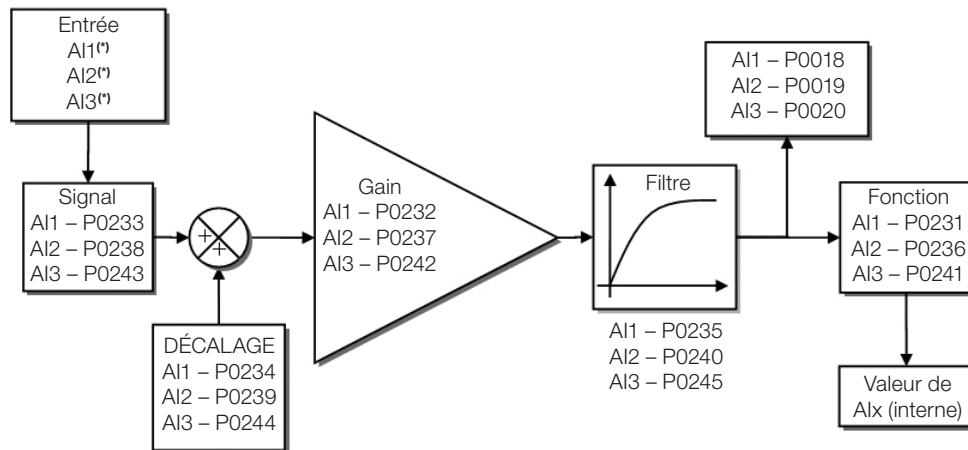 Entrée
AI1(*)
AI2(*)
AI3(*)
Signal
AI1 – P0233
AI2 – P0238
AI3 – P0243
+
+
DÉCALAGE
AI1 – P0234
AI2 – P0239
AI3 – P0244
Gain
AI1 – P0232
AI2 – P0237
AI3 – P0242
Filtre
AI1 – P0235
AI2 – P0240
AI3 – P0245
AI1 – P0018
AI2 – P0019
AI3 – P0020
Fonction
AI1 – P0231
AI2 – P0236
AI3 – P0241
Valeur de
AIx (interne)